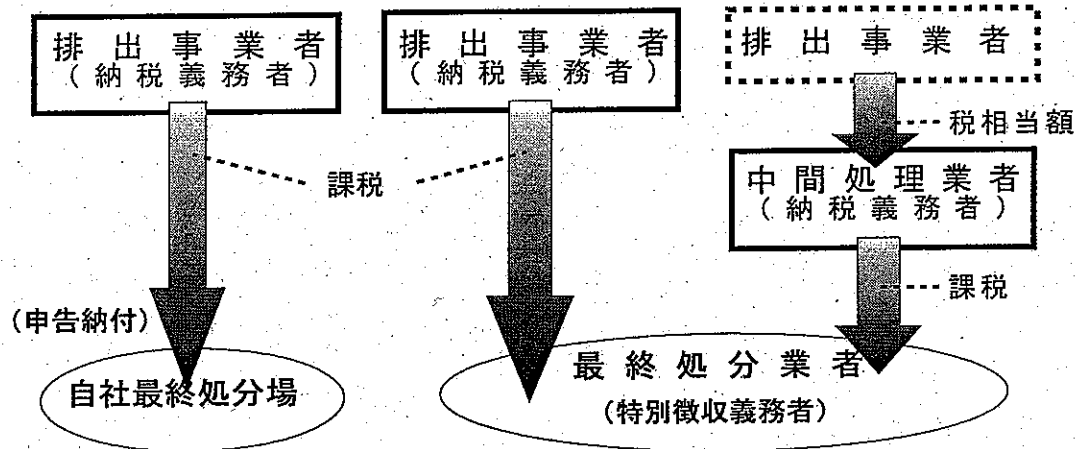 排出事業者
（納税義務者）
排出事業者
（納税義務者）
排出事業者
税相当額
中間処理業者
（納税義務者）
課税
課税
(申告納付)
自社最終処分場
最終処分業者
(特別徴収義務者)